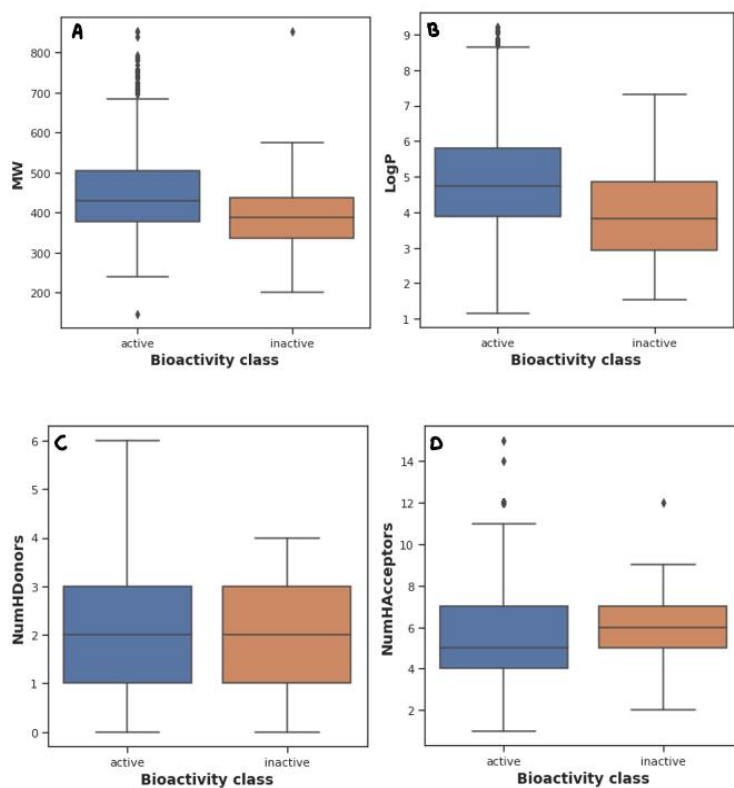 A
MW
800
700
600
500
400
300
200
active
inactive
Bioactivity class
B
LogP
9
8
7
6
5
4
3
2
1
active
inactive
Bioactivity class
C
NumHDonors
6
5
4
3
2
1
0
active
inactive
Bioactivity class
D
NumHAcceptors
14
12
10
8
6
4
2
active
inactive
Bioactivity class